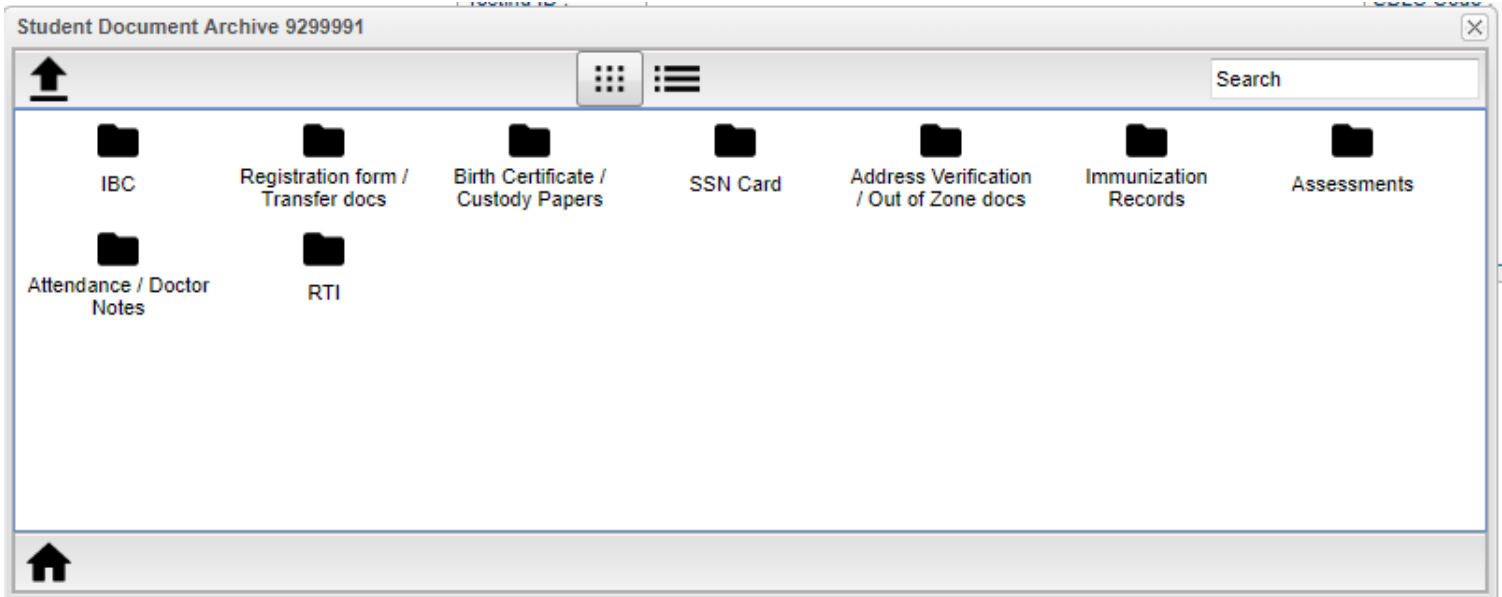 Student Document Archive 9299991
Search
IBC
Registration form /
Transfer docs
Birth Certificate /
Custody Papers
SSN Card
Address Verification
/ Out of Zone docs
Immunization
Records
Assessments
Attendance / Doctor
Notes
RTI